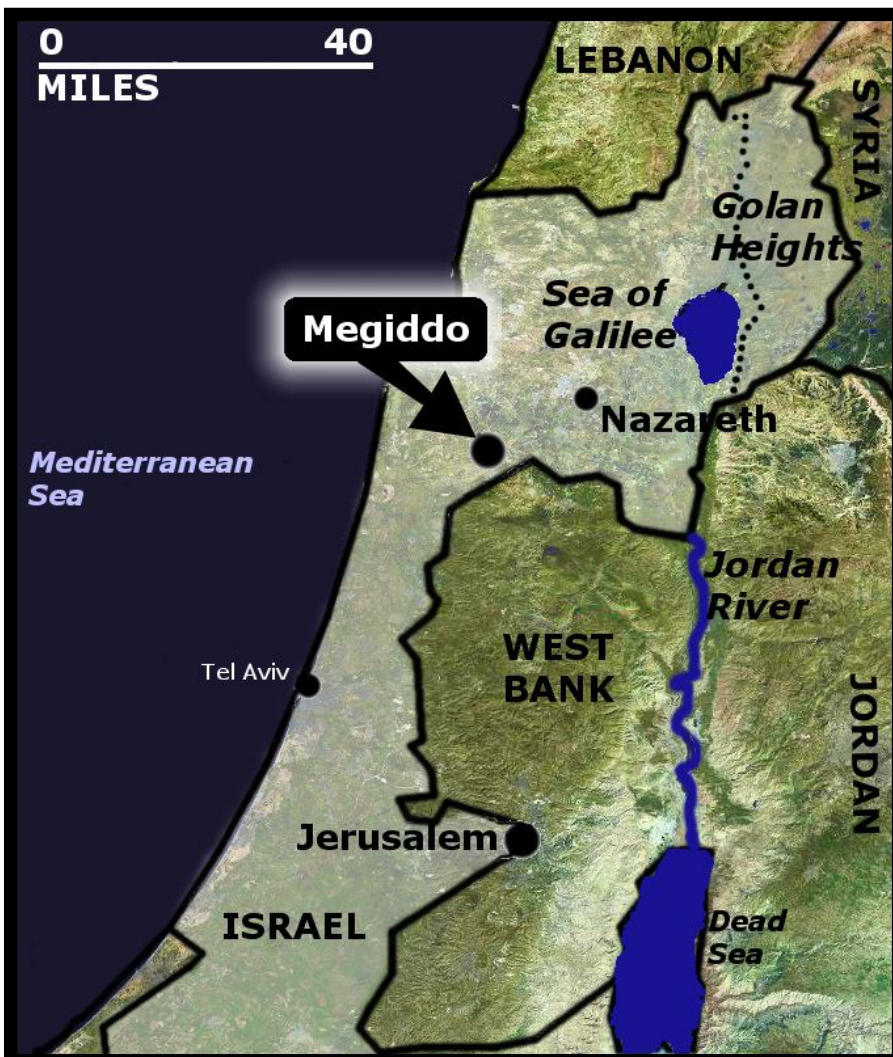 0 40
MILES
LEBANON
SYRIA
Golan
Heights
Sea of
Galilee
Megiddo
Nazareth
Mediterranean
Sea
Jordan
River
WEST
BANK
Tel Aviv
JORDAN
Jerusalem
ISRAEL
Dead
Sea